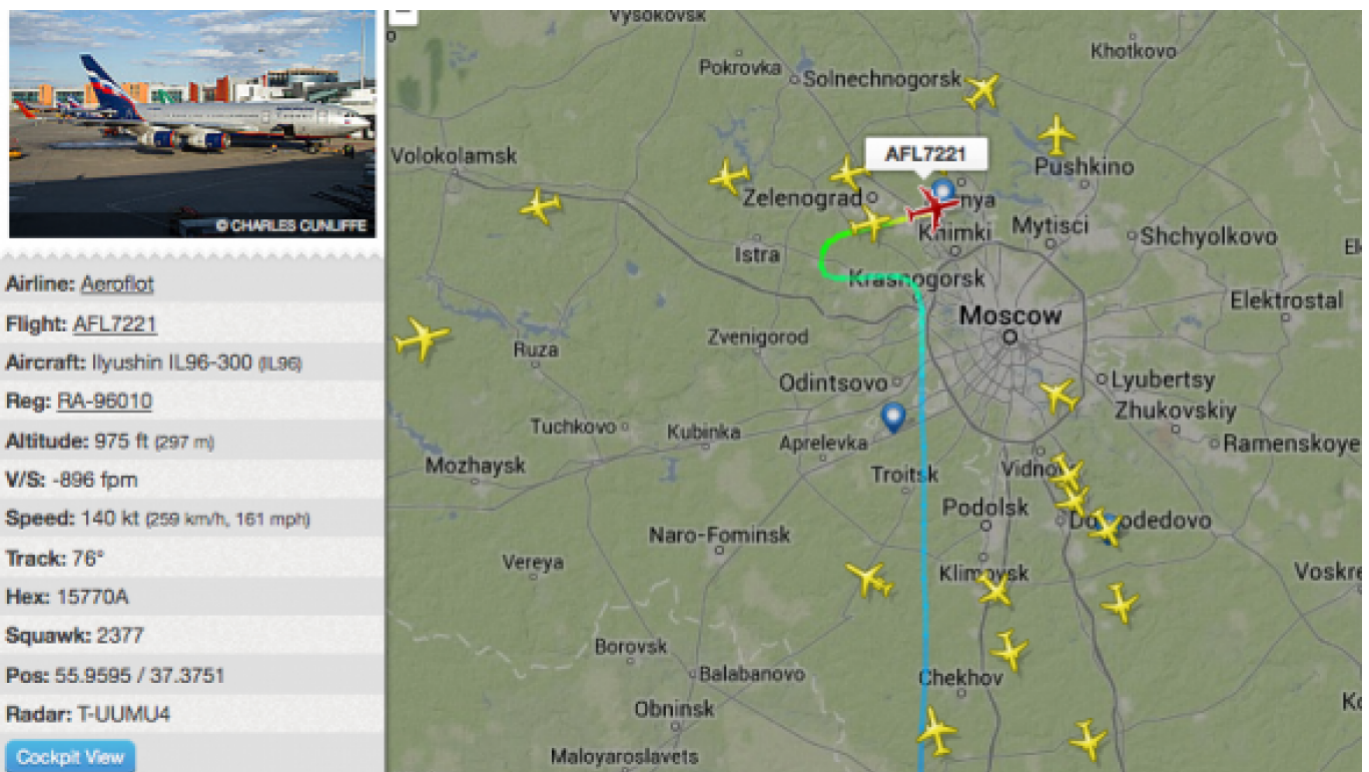 © CHARLES CUNLIFFE
Airline: Aeroflot
Flight: AFL7221
Aircraft: Ilyushin IL96-300 (IL96)
Reg: RA-96010
Altitude: 975 ft (297 m)
V/S: -896 fpm
Speed: 140 kt (259 km/h, 161 mph)
Track: 76°
Hex: 15770A
Squawk: 2377
Pos: 55.9595 / 37.3751
Radar: T-UUMU4
Cockpit View
Vysokovsk
Khotkovo
Pokrovka
Solnechnogorsk
Volokolamsk
AFL7221
Pushkino
Zelenograd
nya
Khimki
Mytisci
Shchyolkovo
Istra
Krasnogorsk
Elektrostal
Moscow
Zvenigorod
Ruza
Odintsovo
Lyubertsy
Zhukovskiy
Tuchkovo
Kubinka
Aprelevka
Ramenskoye
Mozhaysk
Troitsk
Vidno
Podolsk
Domodedovo
Naro-Fominsk
Vereya
Klimovsk
Voskre
Borovsk
Balabanovo
Chekhov
Obninsk
Maloyaroslavets